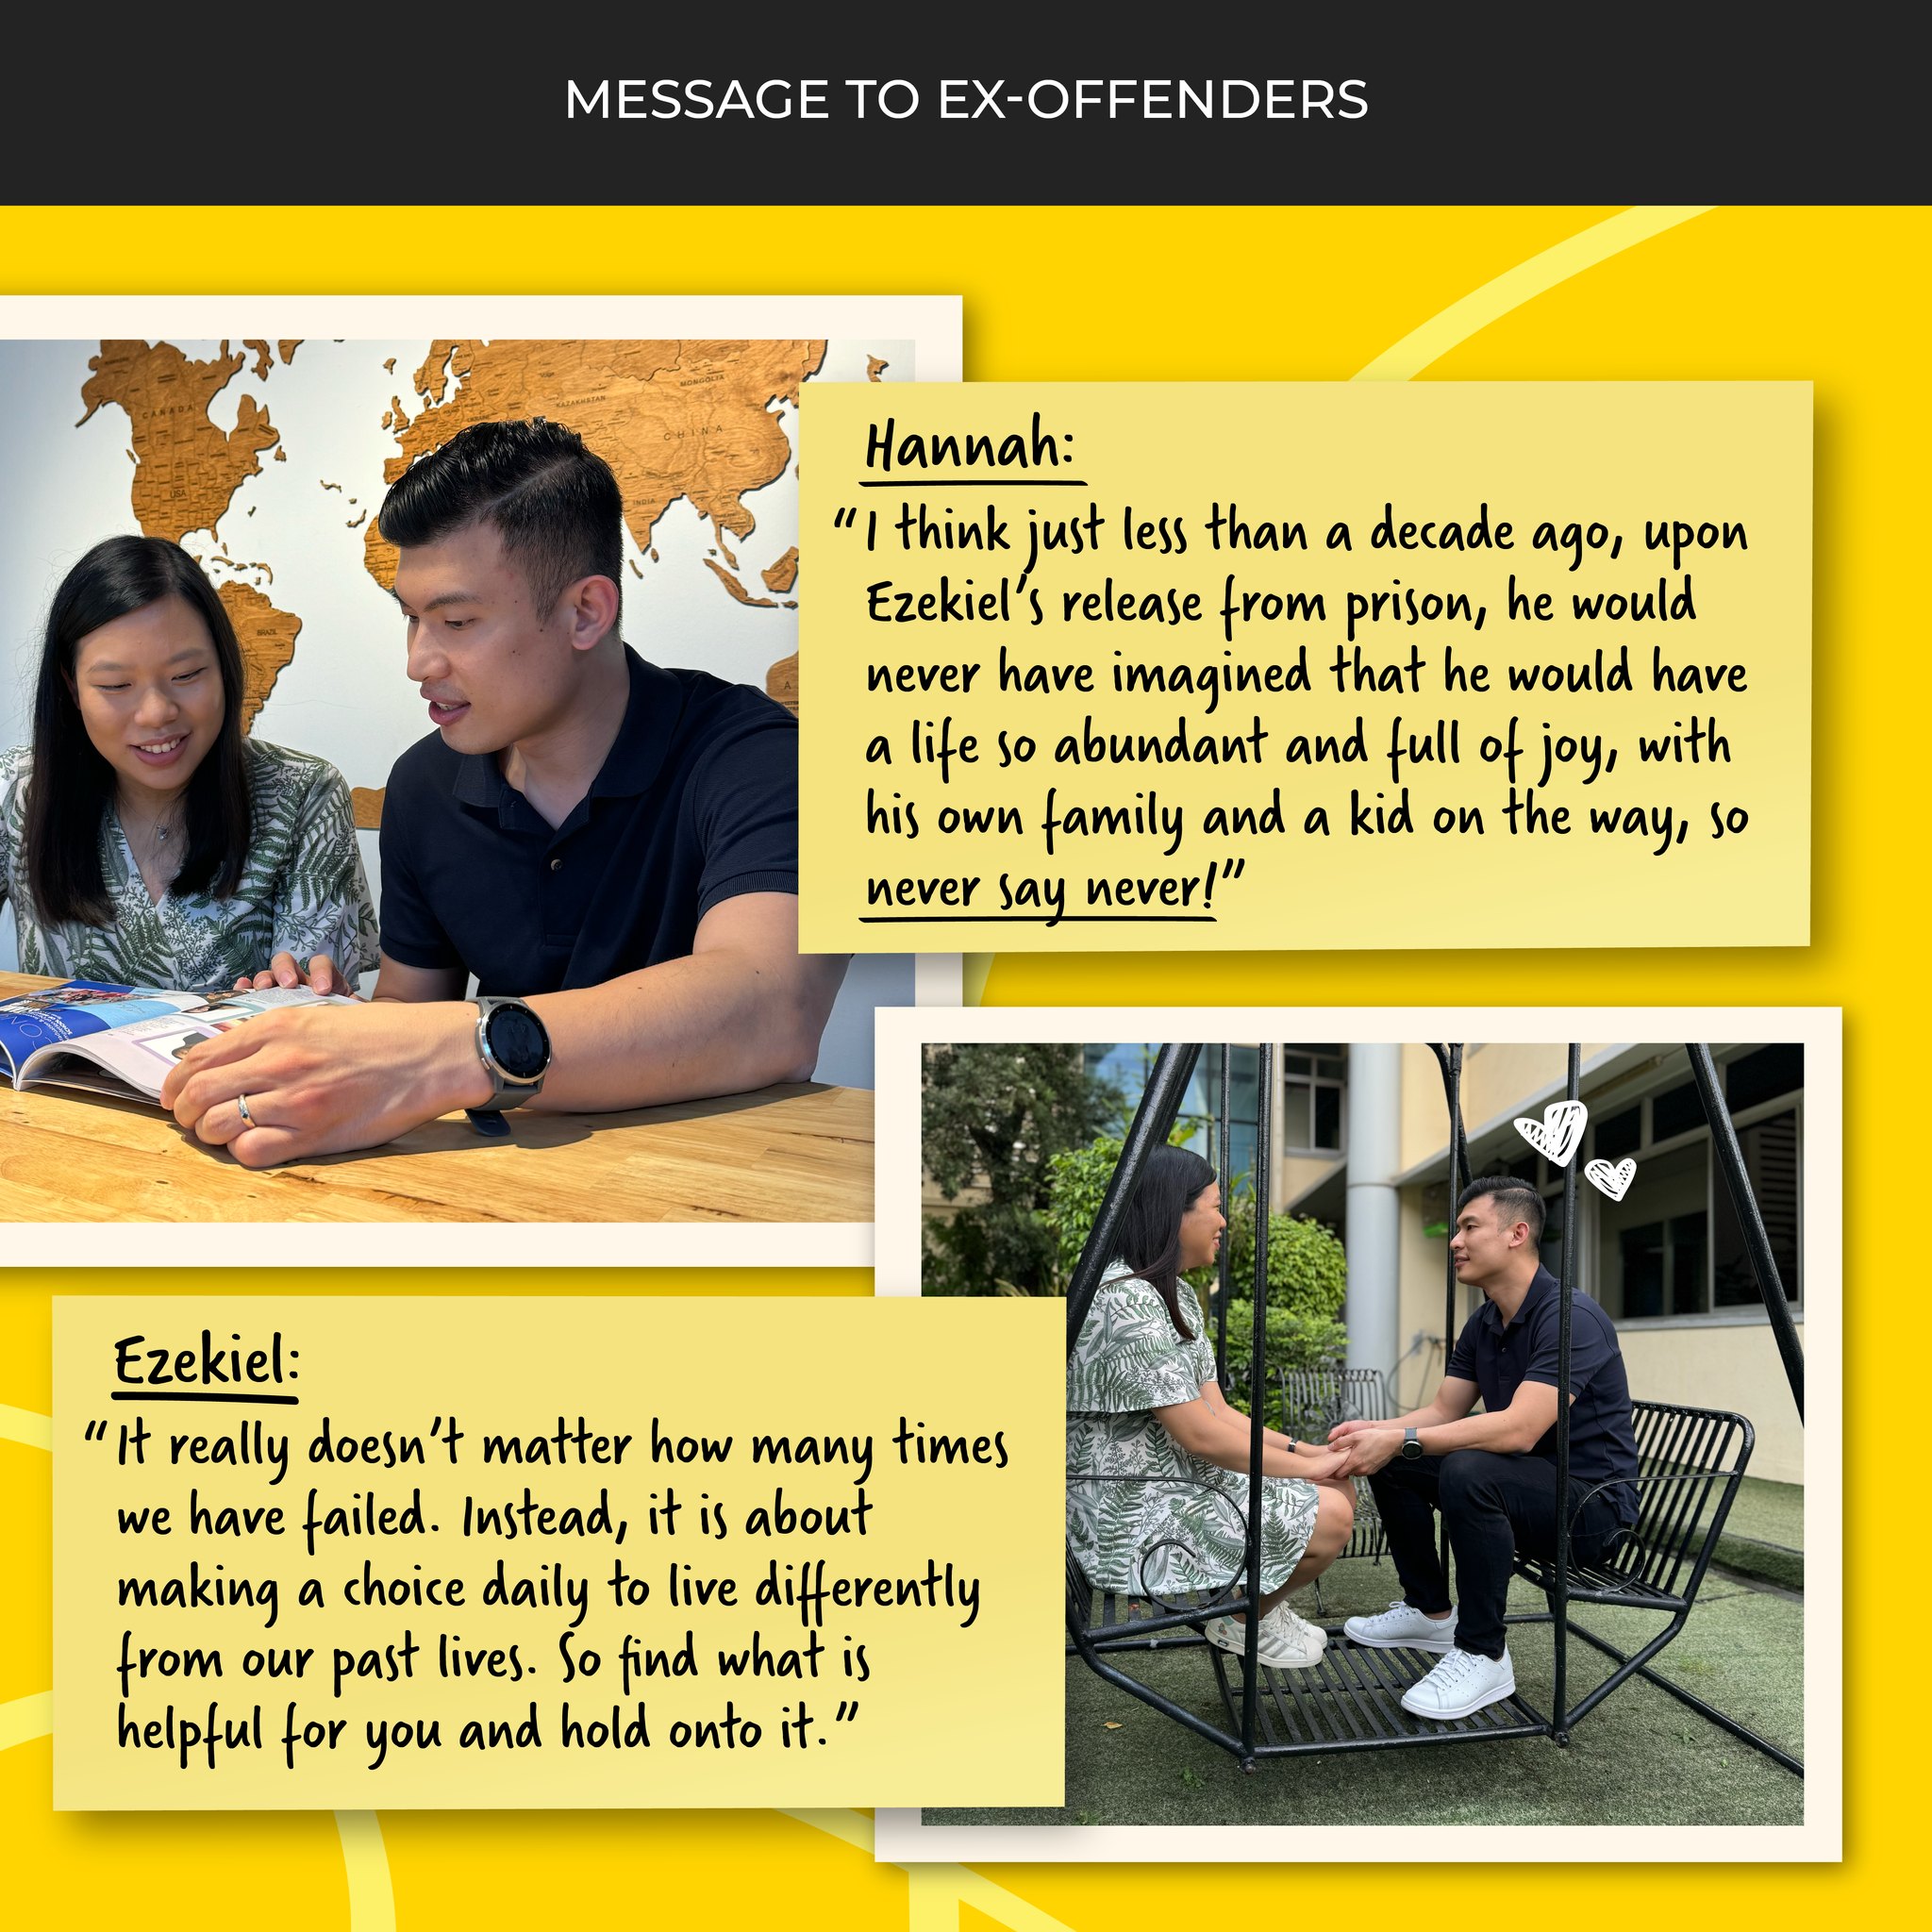 MESSAGE TO EX-OFFENDERS
CANADA
USA
BRAZIL
KAZAKHSTAN
MONGOLIA
CHINA
INDIA
Hannah:
“I think just less than a decade ago, upon
Ezekiel’s release from prison, he would
never have imagined that he would have
a life so abundant and full of joy, with
his own family and a kid on the way, so
never say never!”
Ezekiel:
“It really doesn’t matter how many times
we have failed. Instead, it is about
making a choice daily to live differently
from our past lives. So find what is
helpful for you and hold onto it.”